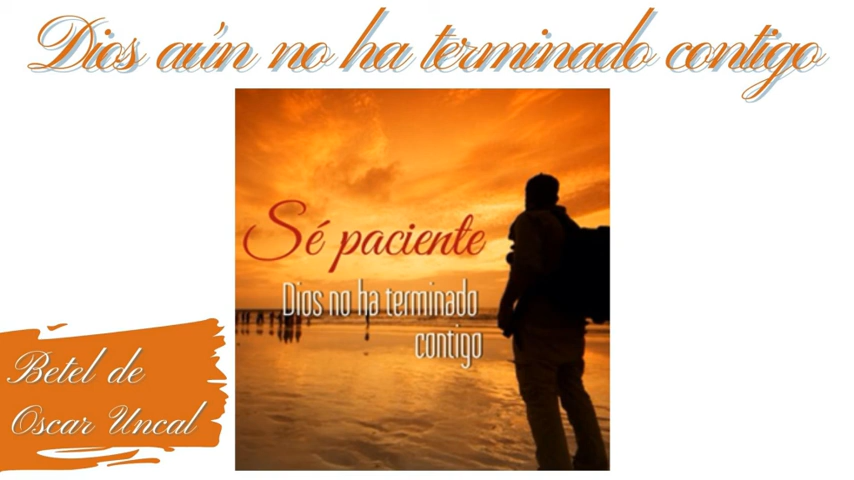 Dios aún no ha terminado contigo
Sé paciente
Dios no ha terminado
contigo
Betel de
Oscar Uncal